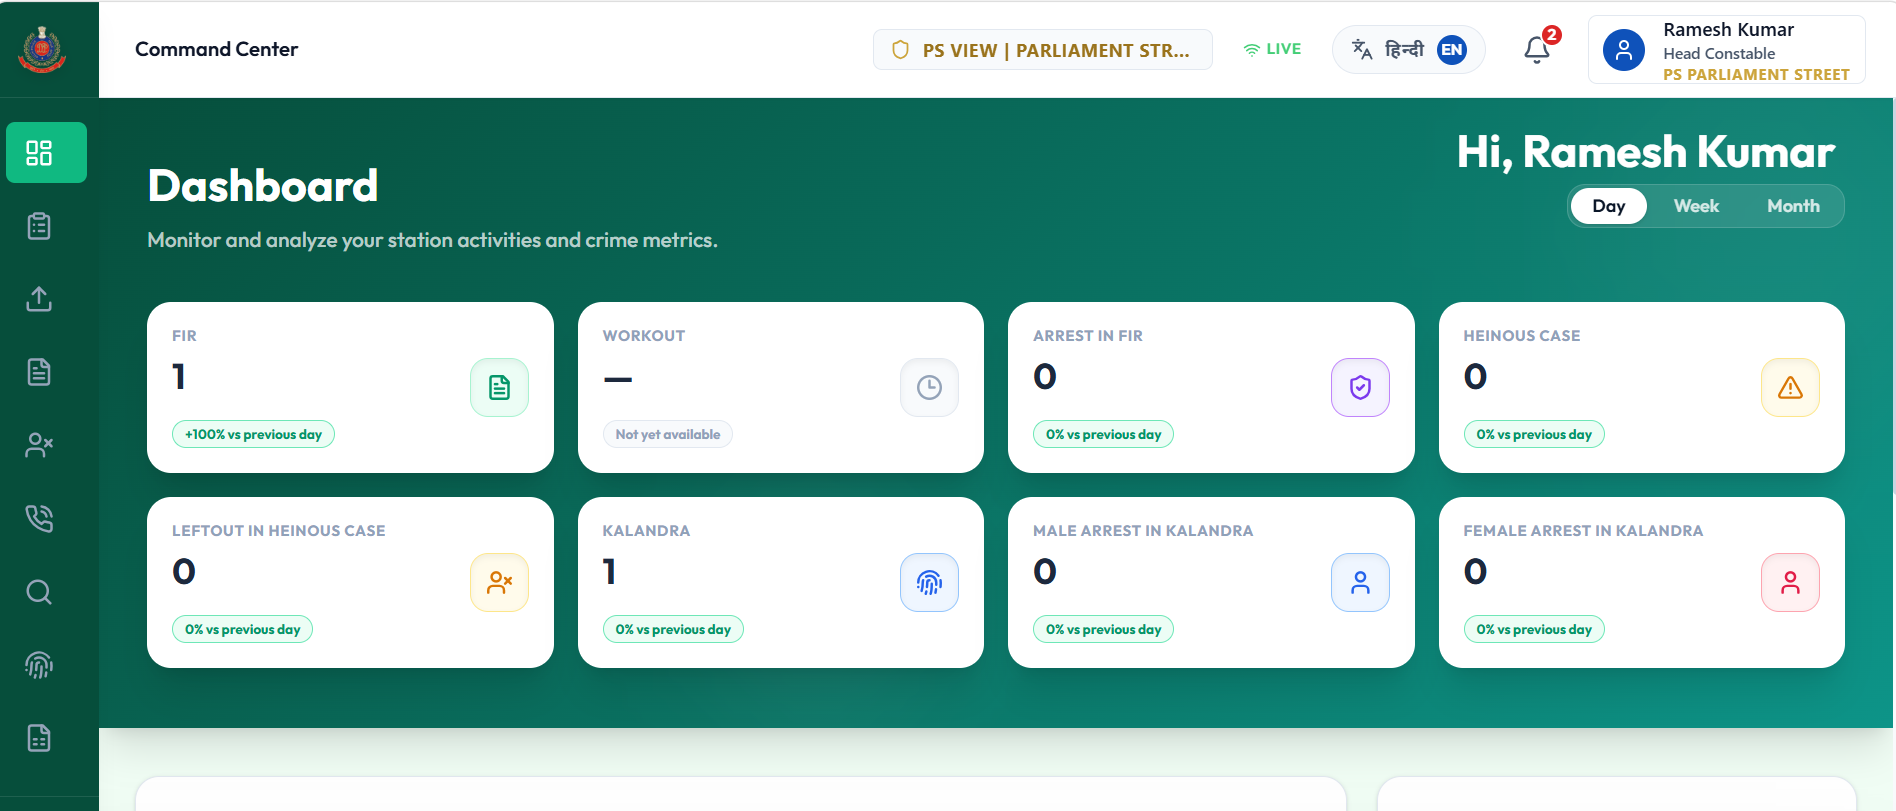 Command Center
PS VIEW | PARLIAMENT STR...
LIVE
हिन्दी EN
2
Ramesh Kumar
Head Constable
PS PARLIAMENT STREET
Hi, Ramesh Kumar
Dashboard
Day Week Month
Monitor and analyze your station activities and crime metrics.
FIR
1
+100% vs previous day
WORKOUT
—
Not yet available
ARREST IN FIR
0
0% vs previous day
HEINOUS CASE
0
0% vs previous day
LEFTOUT IN HEINOUS CASE
0
0% vs previous day
KALANDRA
1
0% vs previous day
MALE ARREST IN KALANDRA
0
0% vs previous day
FEMALE ARREST IN KALANDRA
0
0% vs previous day